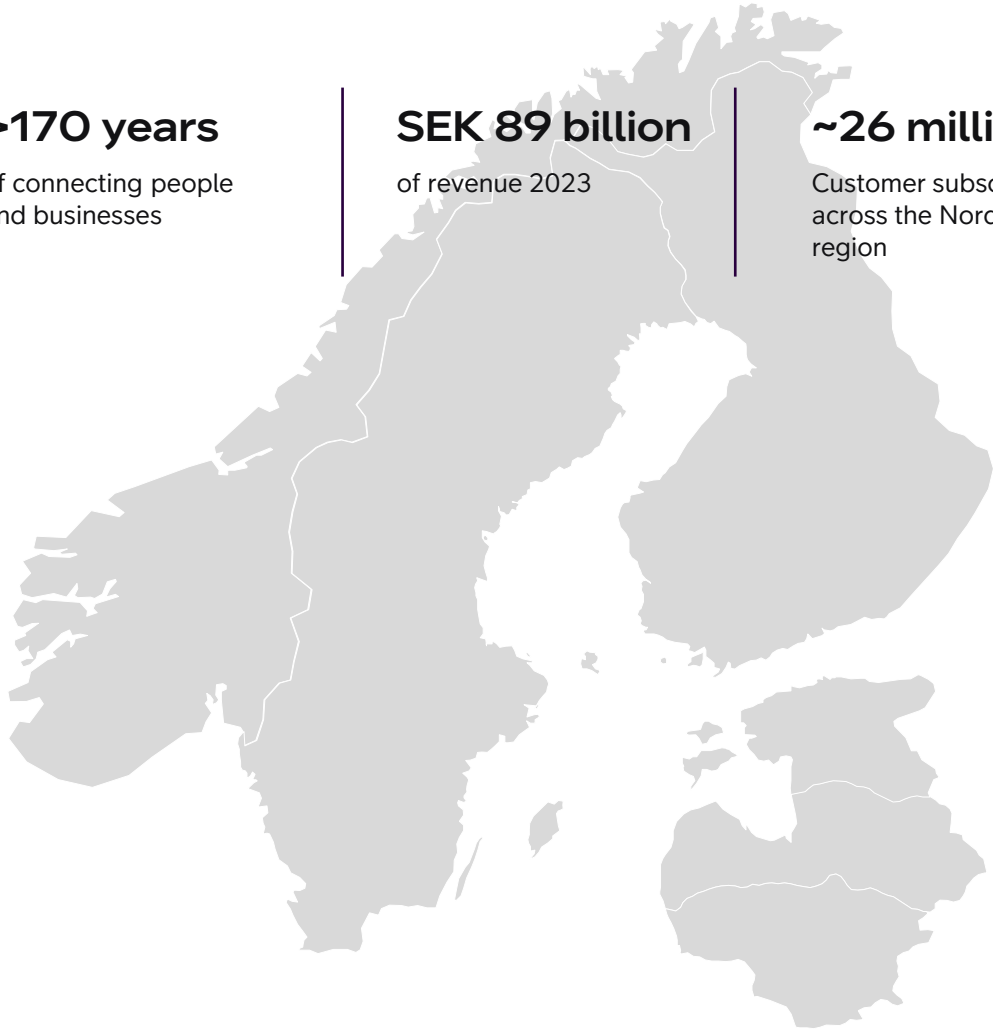 >170 years
f connecting people
nd businesses
SEK 89 billion
of revenue 2023
~26 milli
Customer subsc
across the Nord
region